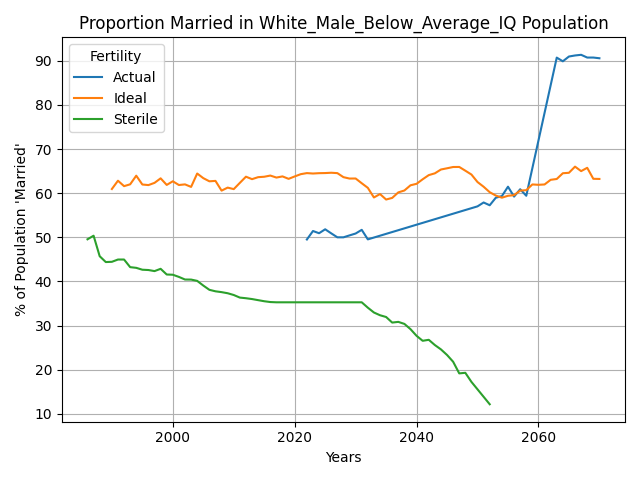 Proportion Married in White_Male_Below_Average_IQ Population
% of Population 'Married'
Fertility
Actual
Ideal
Sterile
90
80
70
60
50
40
30
20
10
2000 2020 2040 2060
Years